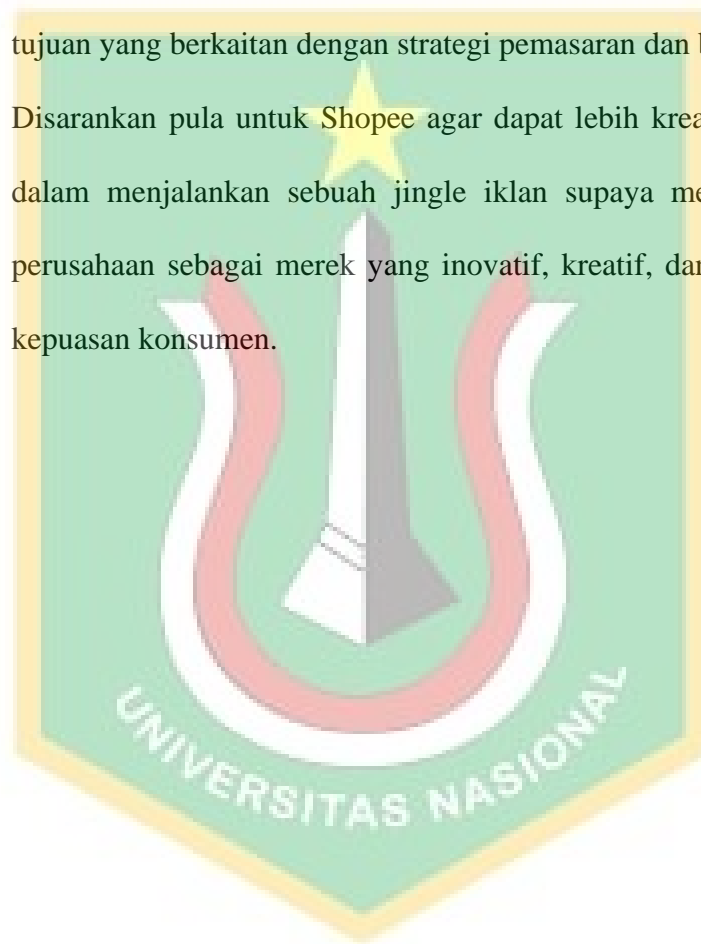 tujuan yang berkaitan dengan strategi pemasaran dan
Disarankan pula untuk Shopee agar dapat lebih
dalam menjalankan sebuah jingle iklan supaya
perusahaan sebagai merek yang inovatif, kreatif, dan
kepuasan konsumen.
UNIVERSITAS NASIONAL